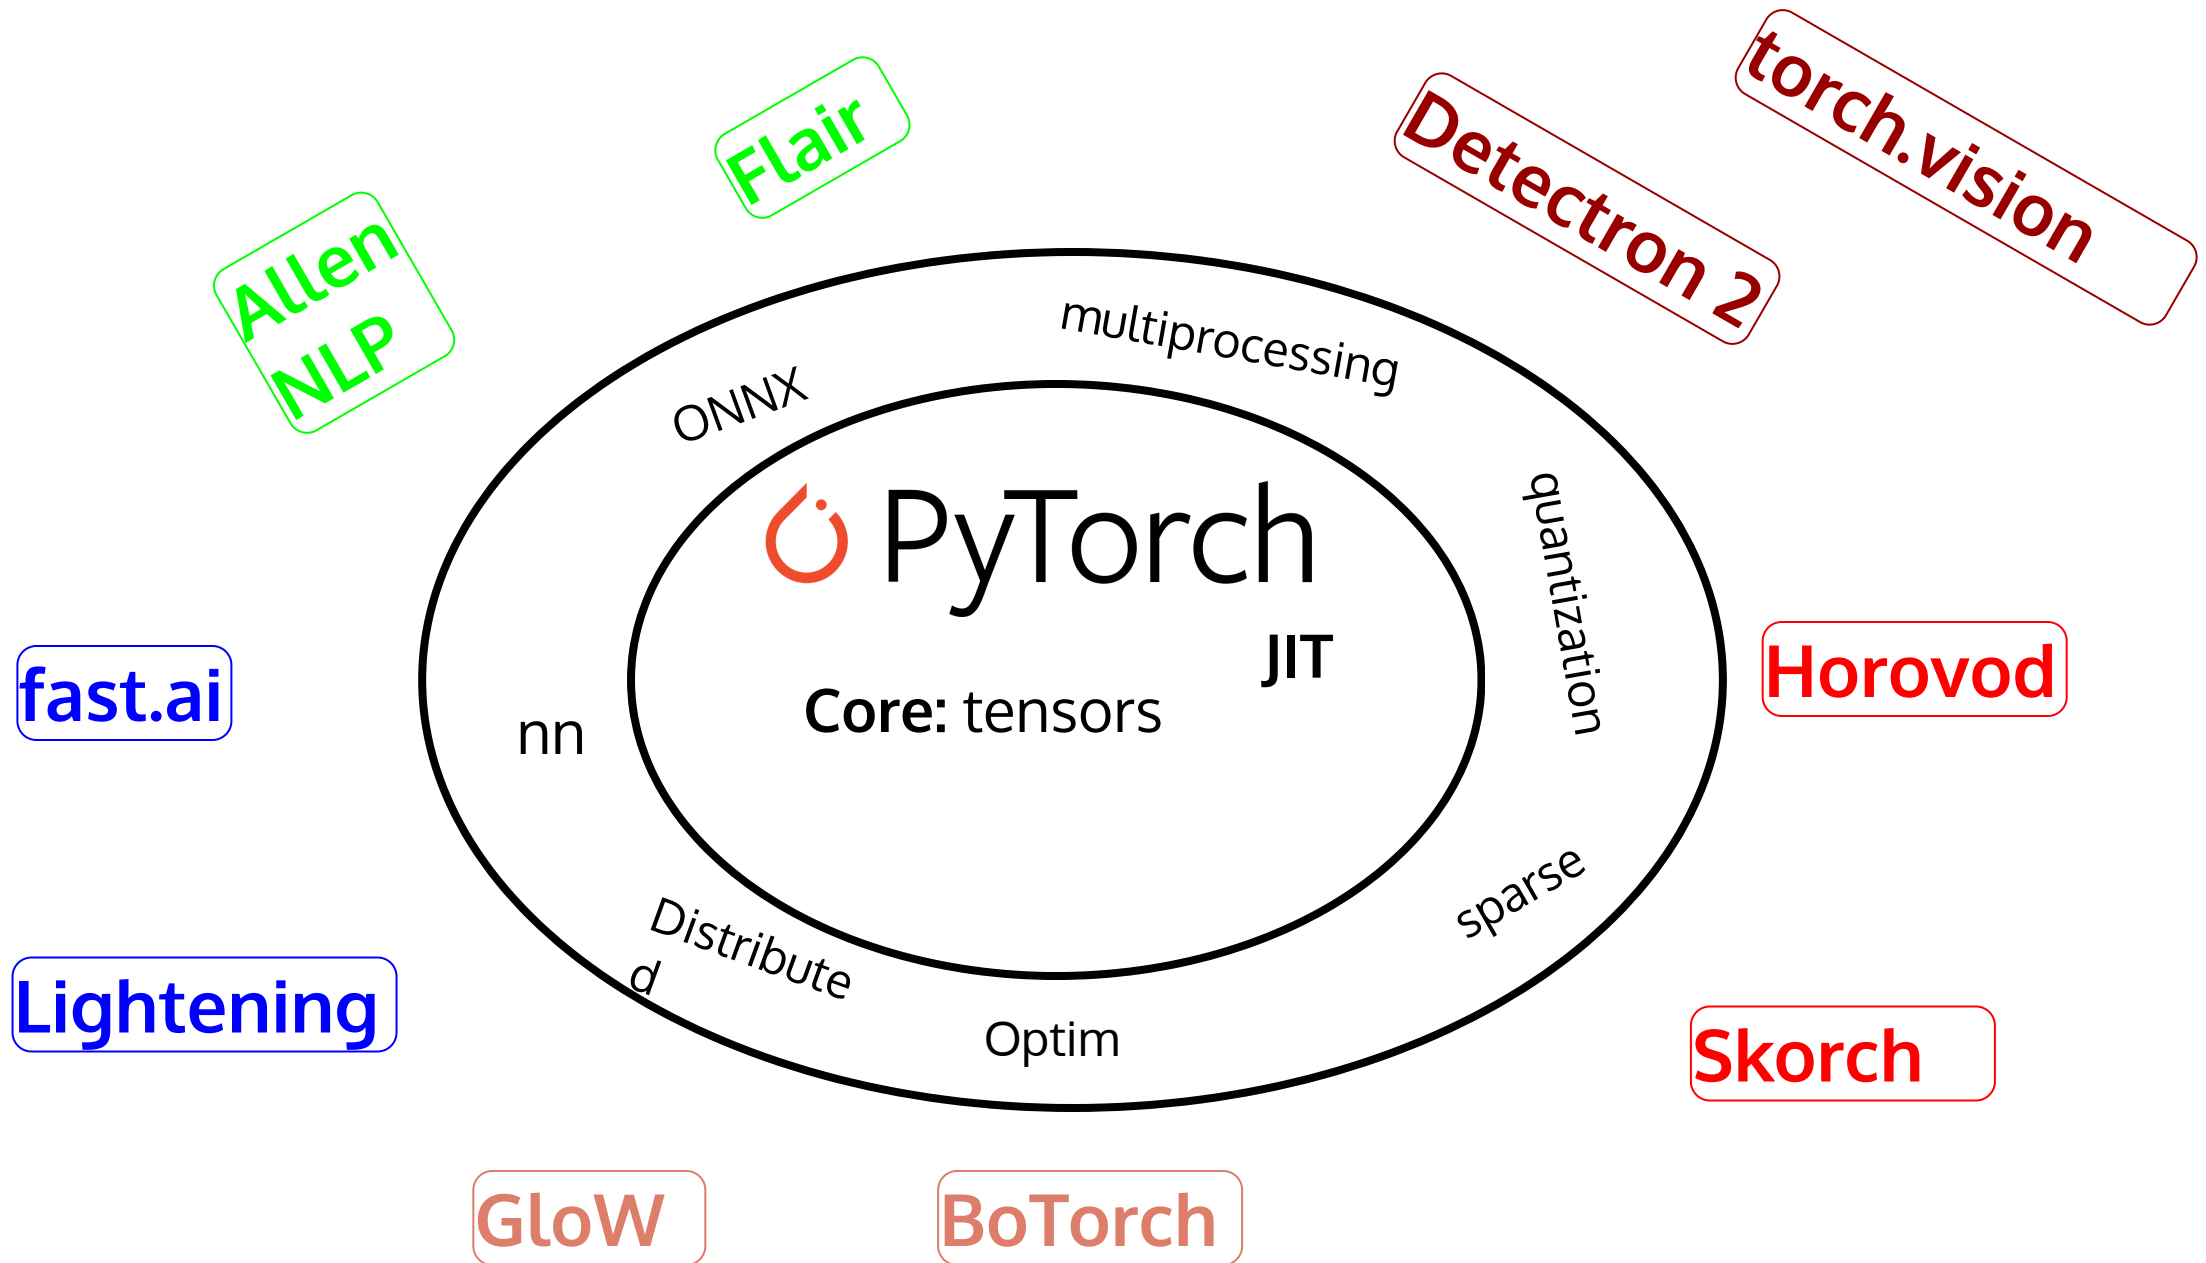 torch.vision
Flair
Detectron 2
Allen
NLP
multiprocessing
ONNX
PyTorch
quantization
JIT
Core: tensors
fast.ai
nn
Horovod
sparse
Distribute
d
Lightening
Optim
Skorch
GloW
BoTorch